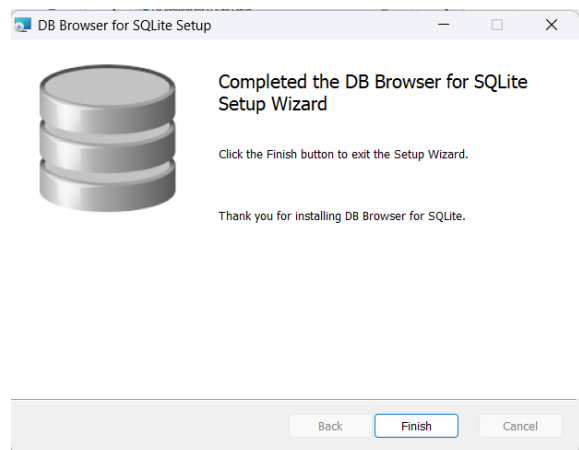 DB Browser for SQLite Setup
Completed the DB Browser for SQLite
Setup Wizard
Click the Finish button to exit the Setup Wizard.
Thank you for installing DB Browser for SQLite.
Back
Finish
Cancel